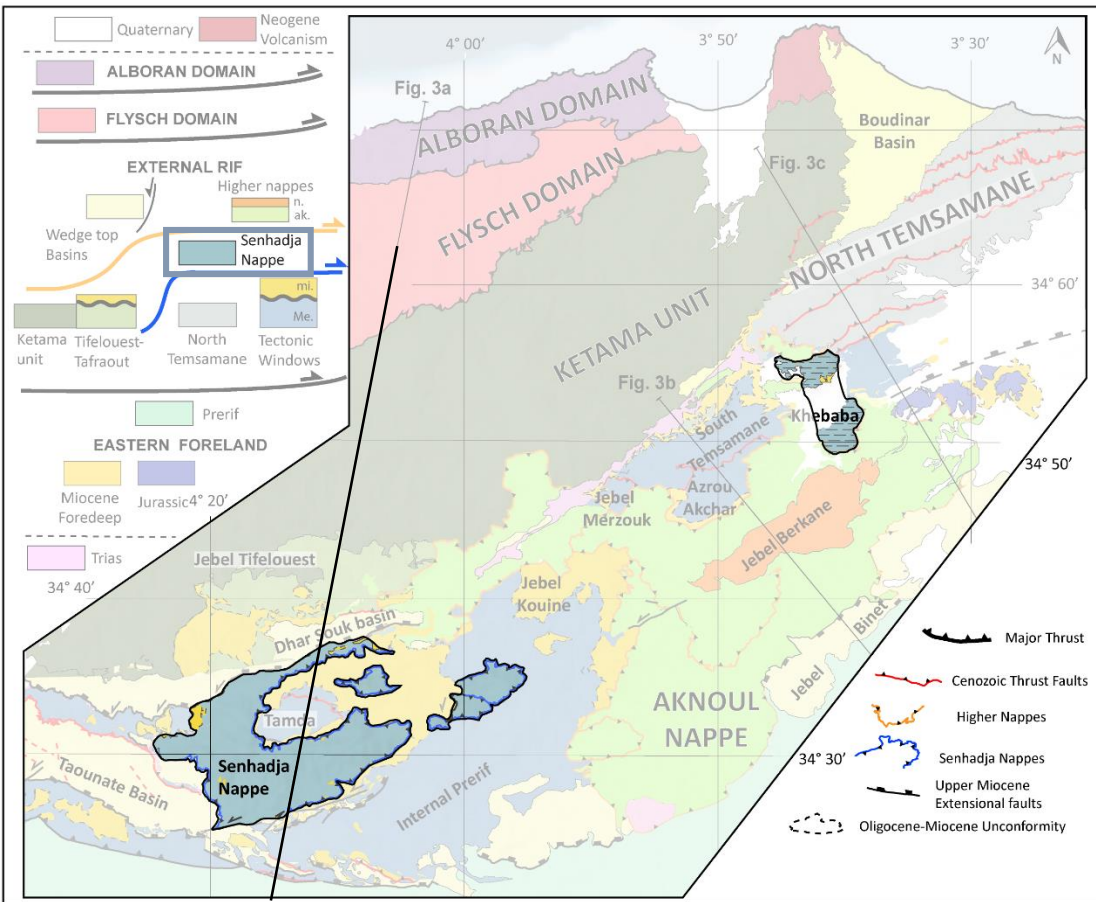 Quaternary
Neogene
Volcanism
ALBORAN DOMAIN
FLYSCH DOMAIN
EXTERNAL RIF
Higher nappes
n.
ak.
Wedge top
Basins
Senhadja
Nappe
mi.
Me.
Ketama
unit
Tifelouest-
Tafraout
North
Temsamane
Tectonic
Windows
Prerif
EASTERN FORELAND
Miocene
Foredeep
Jurassic
Trias
4° 00′
3° 50′
3° 30′
N
Fig. 3a
ALBORAN DOMAIN
Boudinar
Basin
Fig. 3c
FLYSCH DOMAIN
NORTH TEMSAMANE
34° 60′
KETAMA UNIT
Fig. 3b
Khebaba
South
Temsamane
34° 50′
Azrou
Akchar
Jebel
Merzouk
4° 20′
Jebel Berkane
Jebel Tifelouest
34° 40′
Jebel
Kouine
Dhar Souk basin
Jebel Binet
Tamda
AKNOUL
NAPPE
34° 30′
Senhadja
Nappe
Taounate Basin
Internal Prerif
Major Thrust
Cenozoic Thrust Faults
Higher Nappes
Senhadja Nappes
Upper Miocene
Extensional faults
Oligocene-Miocene Unconformity